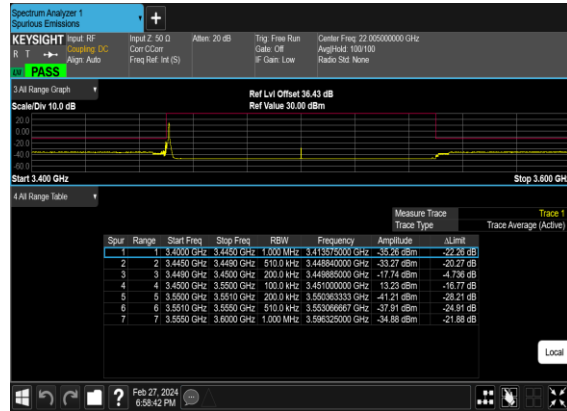 Spectrum Analyzer 1
Spurious Emissions
+
KEYSIGHT Input: RF Input Z: 50 Ω Atten: 20 dB Trig: Free Run Center Freq: 22.005000000 GHz
R T Coupling: DC Corr CCorr Gate: Off Avg|Hold: 100/100
Align: Auto Freq Ref: Int (S) IF Gain: Low Radio Std: None
PASS
3 All Range Graph
Ref Lvl Offset 36.43 dB
Scale/Div 10.0 dB Ref Value 30.00 dBm
20.0
0.00
-20.0
-40.0
-60.0
Start 3.400 GHz Stop 3.600 GHz
4 All Range Table
Measure Trace Trace 1
Trace Type Trace Average (Active)
Spur Range Start Freq Stop Freq RBW Frequency Amplitude ΔLimit
1 1 3.4000 GHz 3.4450 GHz 1.000 MHz 3.413575000 GHz -35.26 dBm -22.26 dB
2 2 3.4450 GHz 3.4490 GHz 510.0 kHz 3.448840000 GHz -33.27 dBm -20.27 dB
3 3 3.4490 GHz 3.4500 GHz 200.0 kHz 3.449885000 GHz -17.74 dBm -4.736 dB
4 4 3.4500 GHz 3.5500 GHz 100.0 kHz 3.451000000 GHz 13.23 dBm -16.77 dB
5 5 3.5500 GHz 3.5510 GHz 200.0 kHz 3.550363333 GHz -41.21 dBm -28.21 dB
6 6 3.5510 GHz 3.5550 GHz 510.0 kHz 3.553066667 GHz -37.91 dBm -24.91 dB
7 7 3.5550 GHz 3.6000 GHz 1.000 MHz 3.596325000 GHz -34.88 dBm -21.88 dB
Local
? Feb 27, 2024
6:58:42 PM